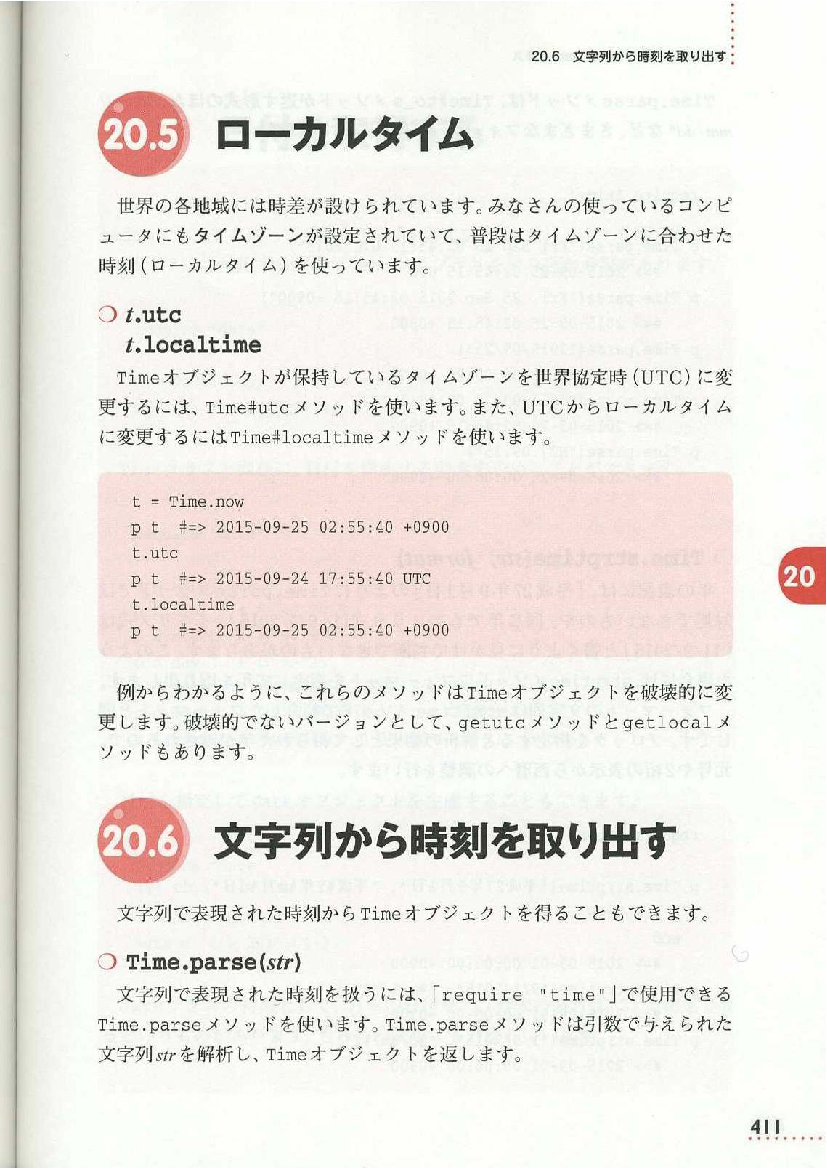 20.6 文字列から時刻を取り出す
20.5 ローカルタイム
世界の各地域には時差が設けられています。みなさんの使っているコンピ
ュータにもタイムゾーンが設定されていて、普段はタイムゾーンに合わせた
時刻(ローカルタイム)を使っています。
❍ t.utc
t.localtime
Timeオブジェクトが保持しているタイムゾーンを世界協定時(UTC)に変
更するには、Time#utcメソッドを使います。また、UTCからローカルタイム
に変更するにはTime#localtimeメソッドを使います。
t = Time.now
p t #=> 2015-09-25 02:55:40 +0900
t.utc
p t #=> 2015-09-24 17:55:40 UTC
t.localtime
p t #=> 2015-09-25 02:55:40 +0900
20
例からわかるように、これらのメソッドはTimeオブジェクトを破壊的に変
更します。破壊的でないバージョンとして、getutcメソッドとgetlocalメ
ソッドもあります。
20.6 文字列から時刻を取り出す
文字列で表現された時刻からTimeオブジェクトを得ることもできます。
❍ Time.parse(str)
文字列で表現された時刻を扱うには、「require "time"」で使用できる
Time.parseメソッドを使います。Time.parseメソッドは引数で与えられた
文字列strを解析し、Timeオブジェクトを返します。
411